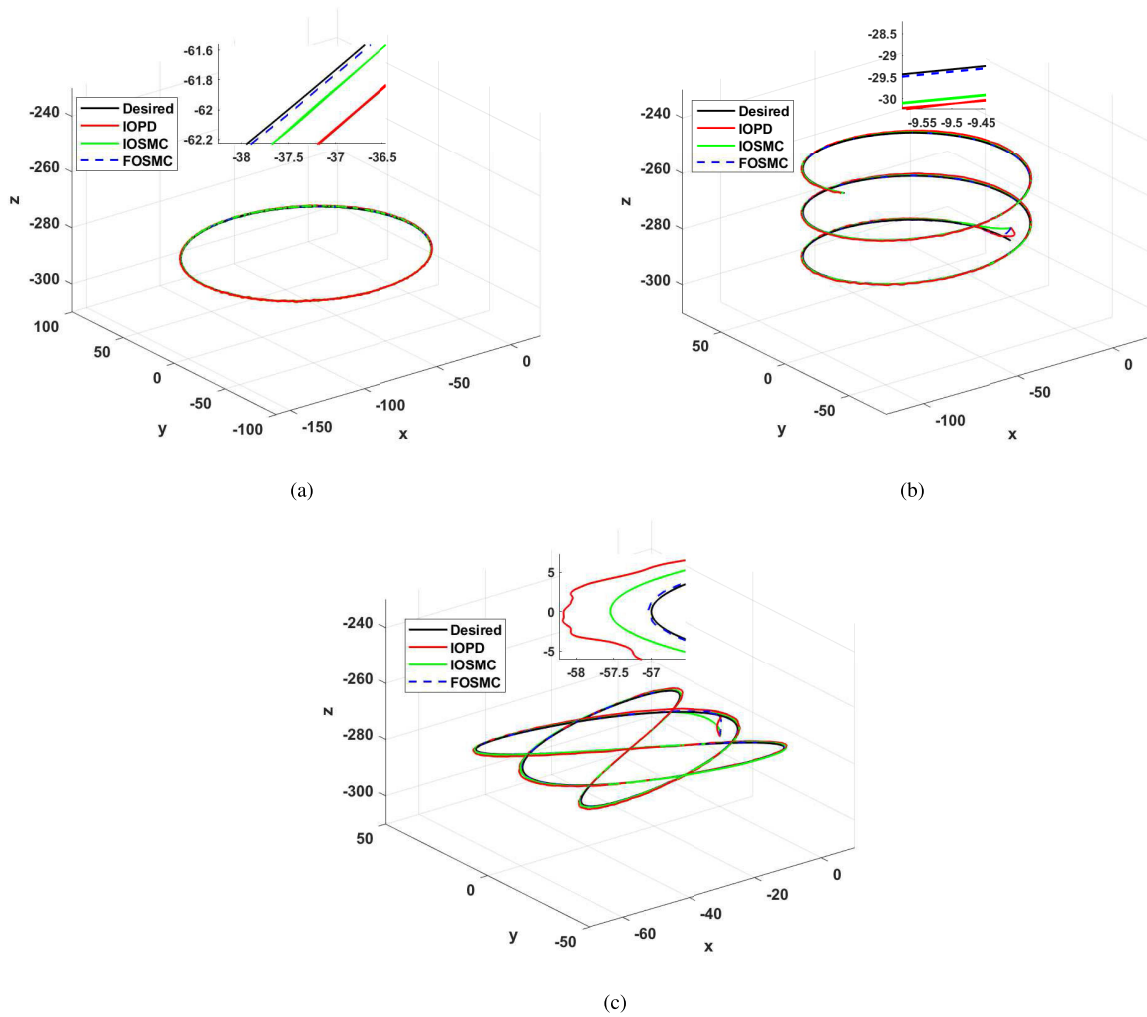 -61.6
-61.8
-62
-62.2
-38
-37.5
-37
-36.5
Desired
IOPD
IOSMC
FOSMC
-240
-260
-280
-300
z
100
50
0
-50
-100
y
-150
-100
-50
0
x
(a)
-28.5
-29
-29.5
-30
-9.55
-9.5
-9.45
Desired
IOPD
IOSMC
FOSMC
-240
-260
-280
-300
z
50
0
-50
y
-100
-50
0
x
(b)
5
0
-5
-58
-57.5
-57
Desired
IOPD
IOSMC
FOSMC
-240
-260
-280
-300
z
50
0
-50
y
-60
-40
-20
0
x
(c)